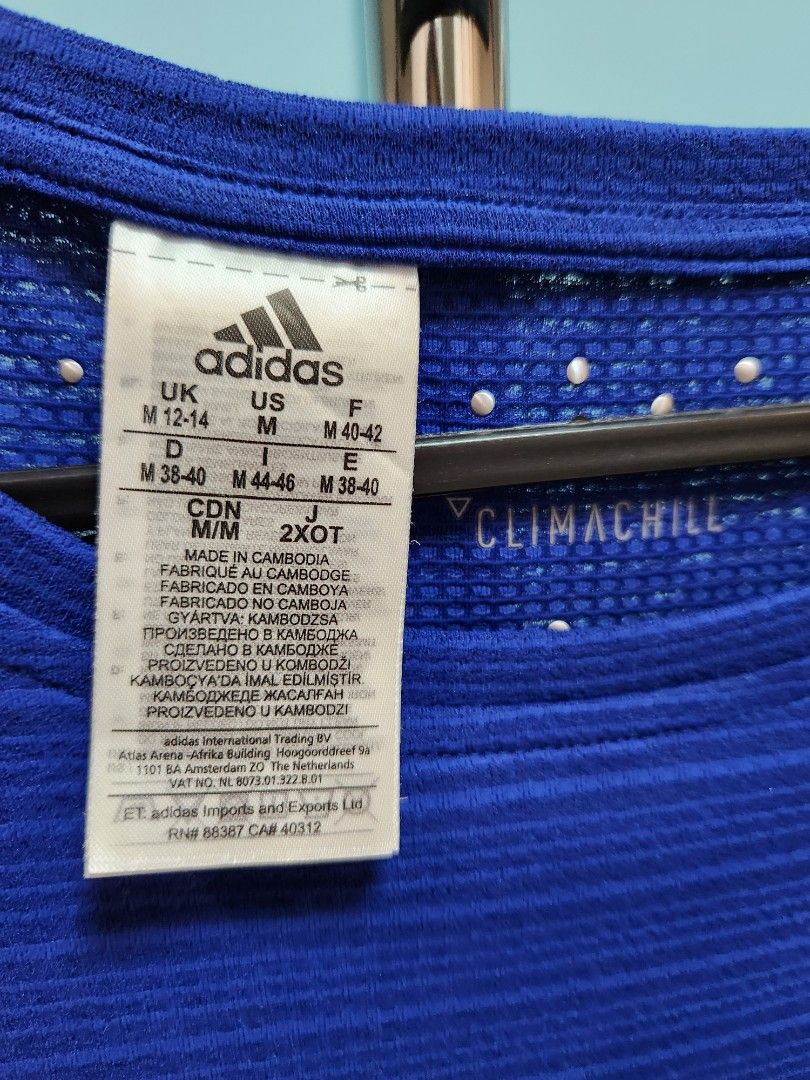 adidas
UK US F
M 12-14 M M 40-42
D I E
M 38-40 M 44-46 M 38-40
CDN J
M/M 2XOT
MADE IN CAMBODIA
FABRIQUÉ AU CAMBODGE
FABRICADO EN CAMBOYA
FABRICADO NO CAMBOJA
GYÁRTVA: KAMBODZSA
ПРОИЗВЕДЕНО В КАМБОДЖА
СДЕЛАНО В КАМБОДЖЕ
PROIZVEDENO U KOMBODŽI
KAMBOÇYA'DA İMAL EDİLMİŞTİR
КАМБОДЖЕДЕ ЖАСАЛҒАН
PROIZVEDENO U KAMBODZI
adidas International Trading BV
Atlas Arena -Afrika Building Hoogoorddreef 9a
1101 BA Amsterdam ZO The Netherlands
VAT NO. NL 8073.01.322.B.01
ET: adidas Imports and Exports Ltd
RN# 88387 CA# 40312
CLIMACHILL